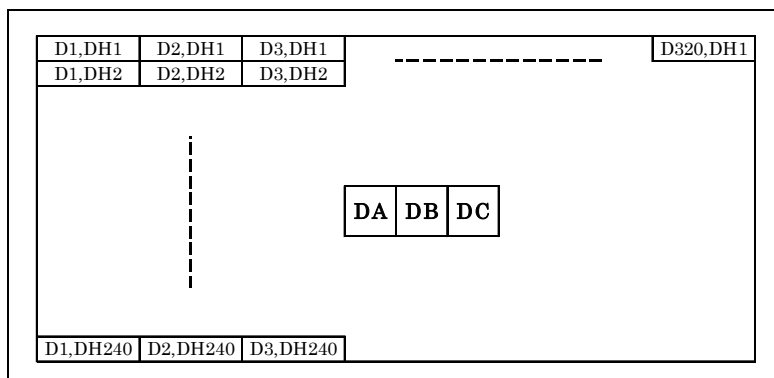 D1,DH1 D2,DH1 D3,DH1 D320,DH1
D1,DH2 D2,DH2 D3,DH2
DA DB DC
D1,DH240 D2,DH240 D3,DH240